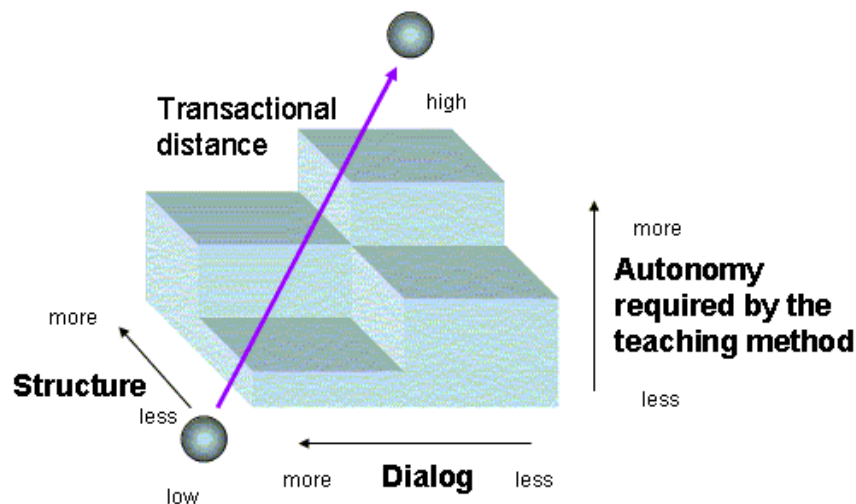 Transactional
distance
high
more
Autonomy
required by the
teaching method
less
more
Structure
less
low
more
Dialog
less